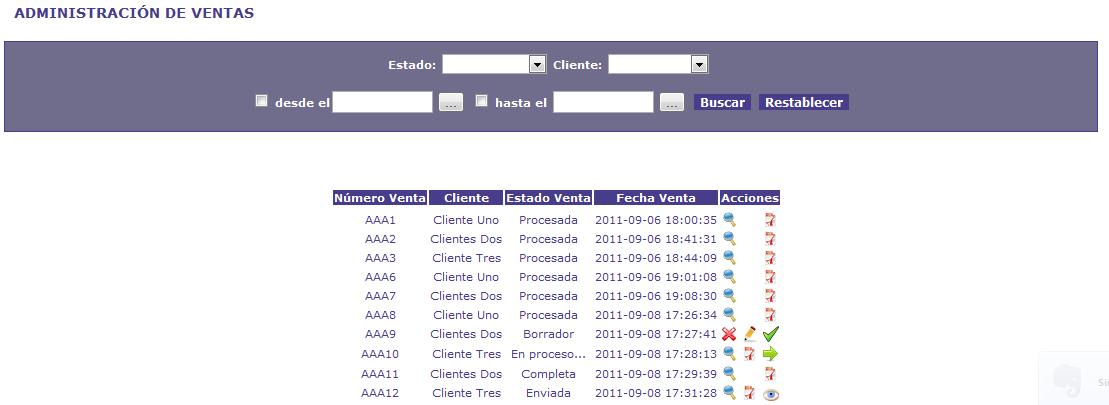 ADMINISTRACIÓN DE VENTAS
Estado: Cliente:
desde el ... hasta el ... Buscar Restablecer
Número Venta Cliente Estado Venta Fecha Venta Acciones
AAA1 Cliente Uno Procesada 2011-09-06 18:00:35
AAA2 Clientes Dos Procesada 2011-09-06 18:41:31
AAA3 Cliente Tres Procesada 2011-09-06 18:44:09
AAA6 Cliente Uno Procesada 2011-09-06 19:01:08
AAA7 Clientes Dos Procesada 2011-09-06 19:08:30
AAA8 Cliente Uno Procesada 2011-09-08 17:26:34
AAA9 Clientes Dos Borrador 2011-09-08 17:27:41
AAA10 Cliente Tres En proceso... 2011-09-08 17:28:13
AAA11 Clientes Dos Completa 2011-09-08 17:29:39
AAA12 Cliente Tres Enviada 2011-09-08 17:31:28